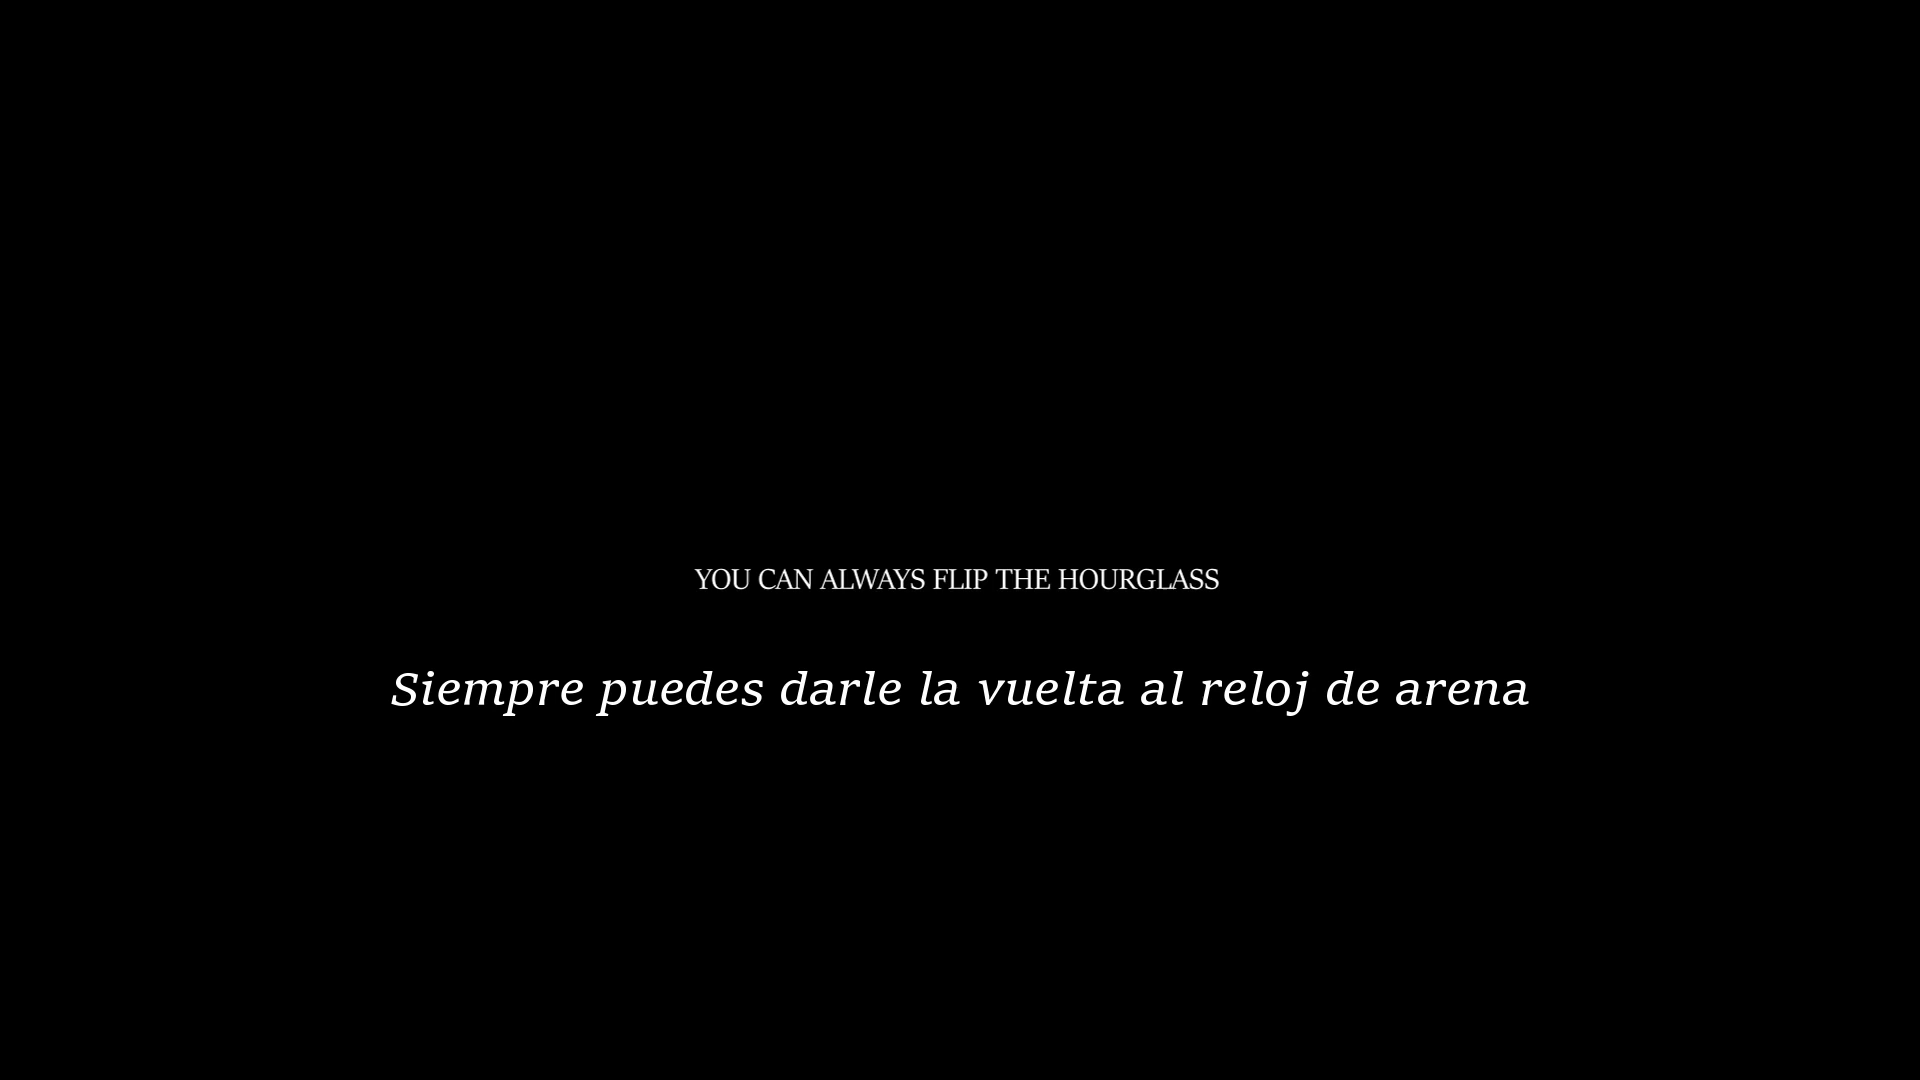 YOU CAN ALWAYS FLIP THE HOURGLASS
Siempre puedes darle la vuelta al reloj de arena